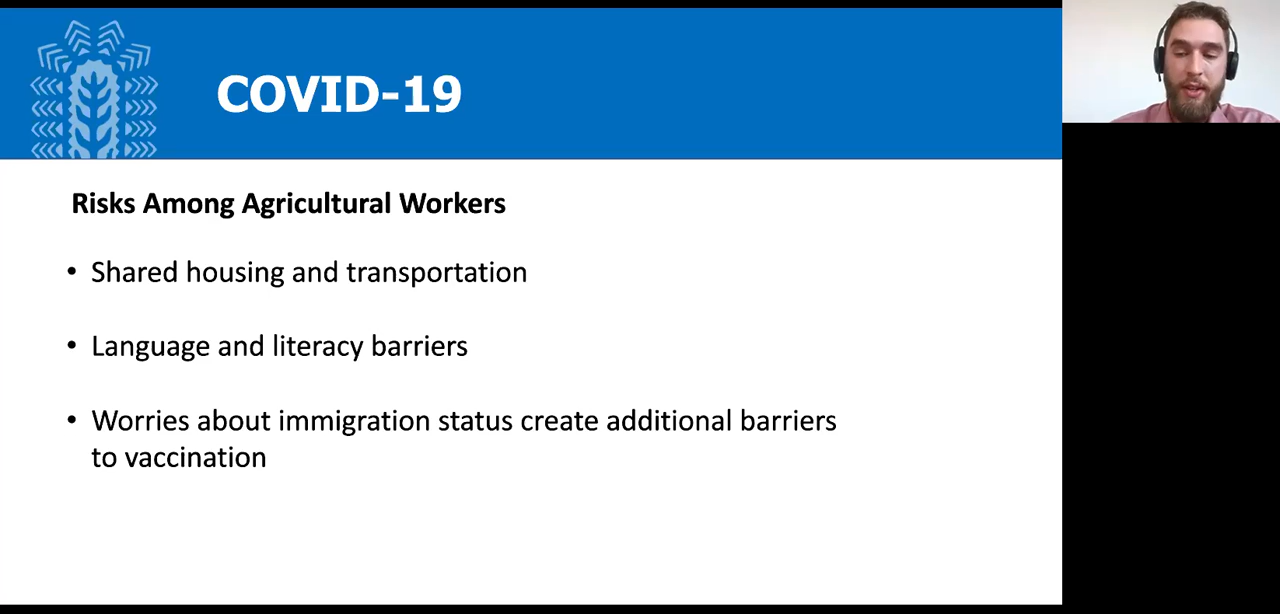 COVID-19
Risks Among Agricultural Workers
• Shared housing and transportation
• Language and literacy barriers
• Worries about immigration status create additional barriers
to vaccination